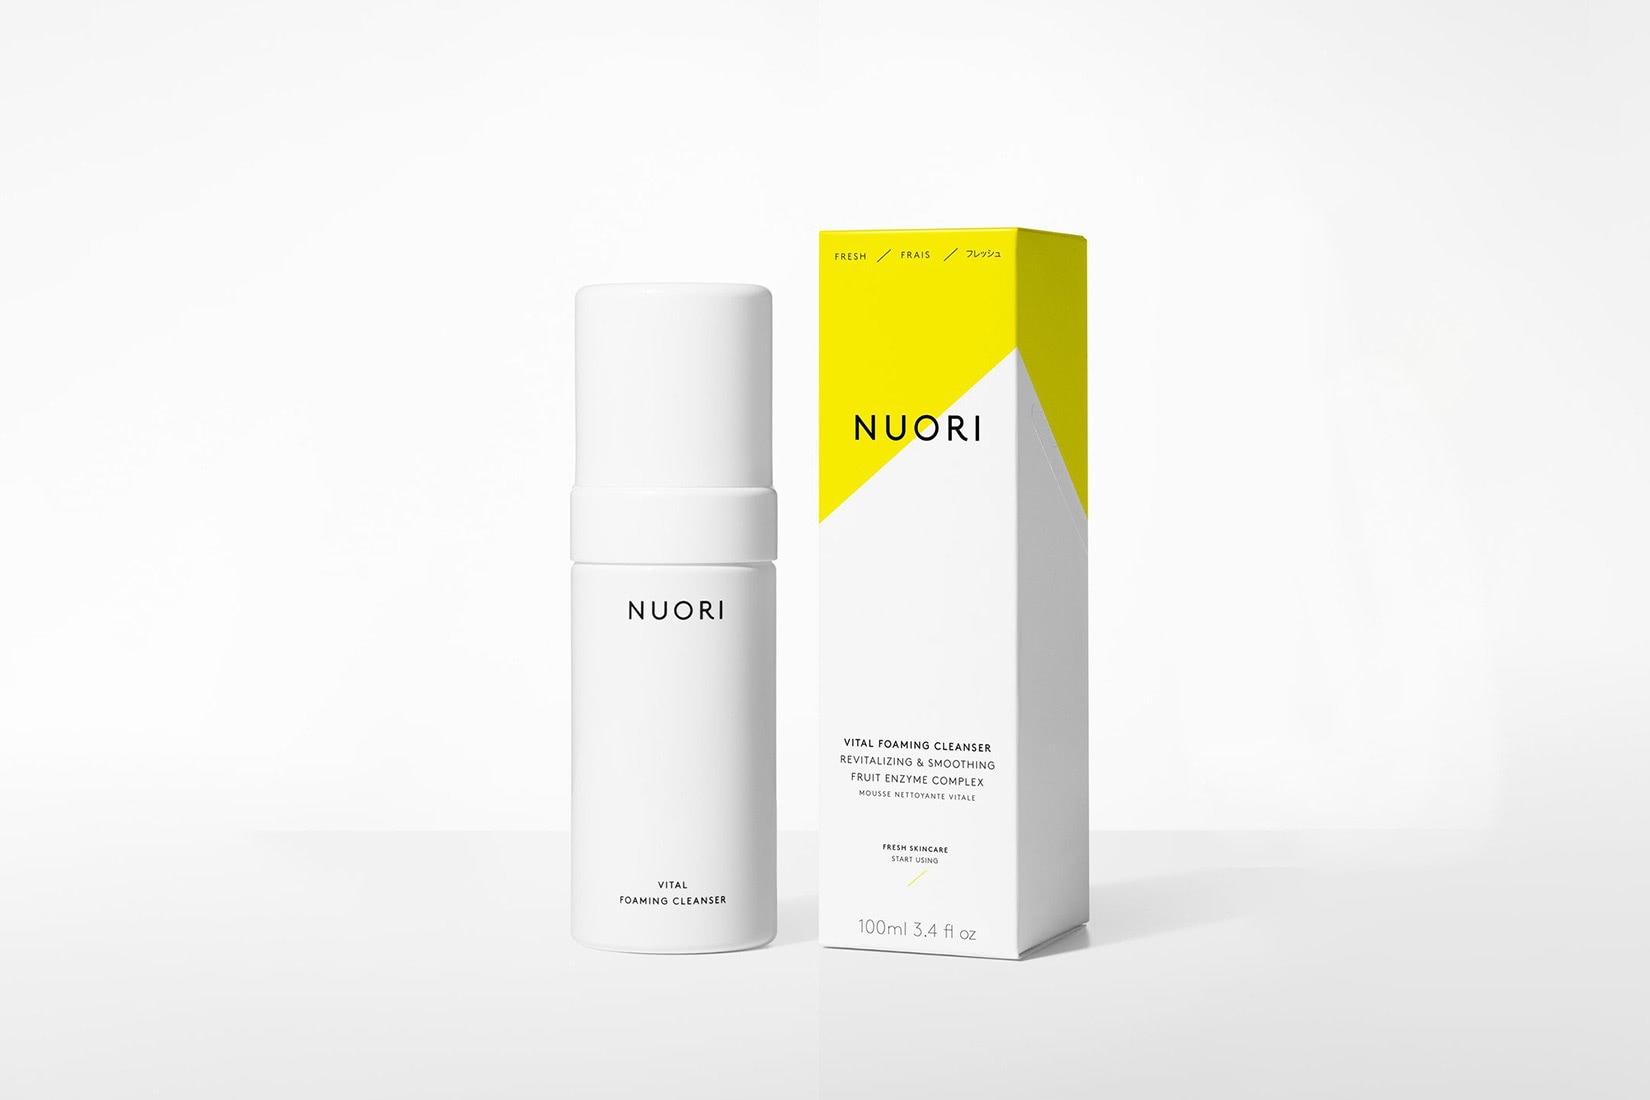 NUORI
VITAL
FOAMING CLEANSER
FRESH / FRAIS / フレッシュ
NUORI
VITAL FOAMING CLEANSER
REVITALIZING & SMOOTHING
FRUIT ENZYME COMPLEX
MOUSSE NETTOYANTE VITALE
FRESH SKINCARE
START USING
/
100ml 3.4 fl oz